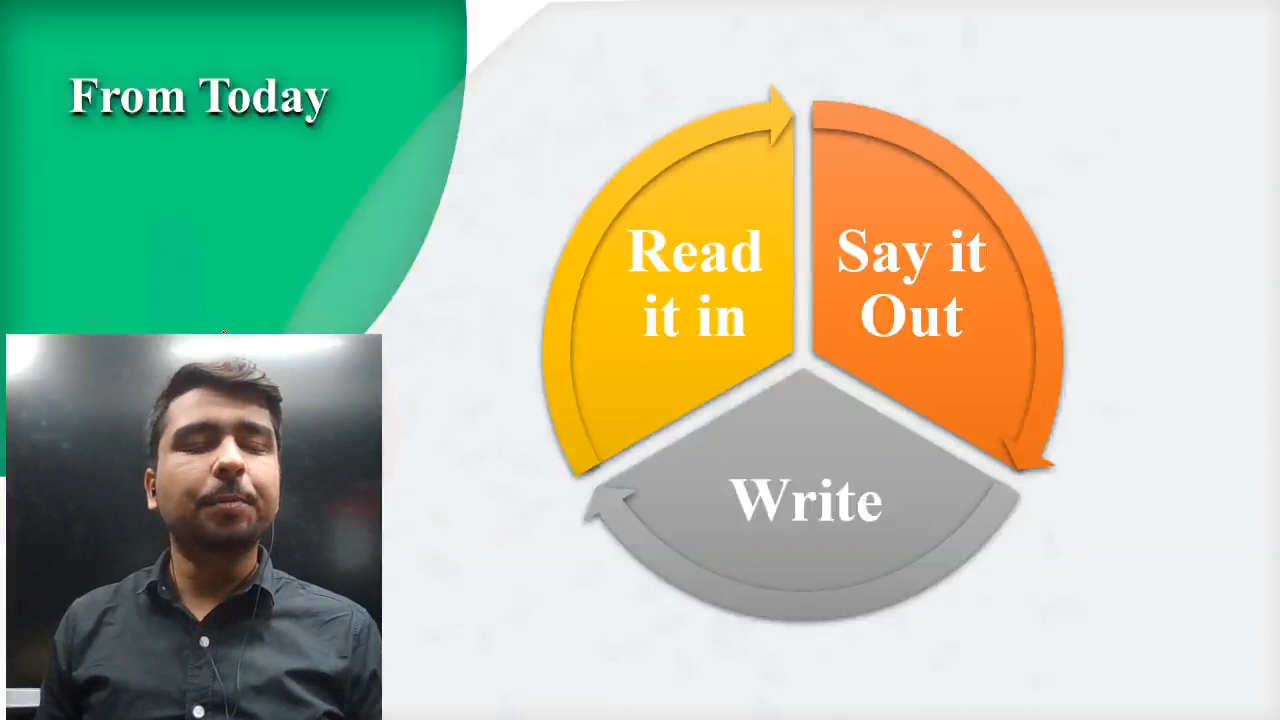 From Today
Read
it in
Say it
Out
Write